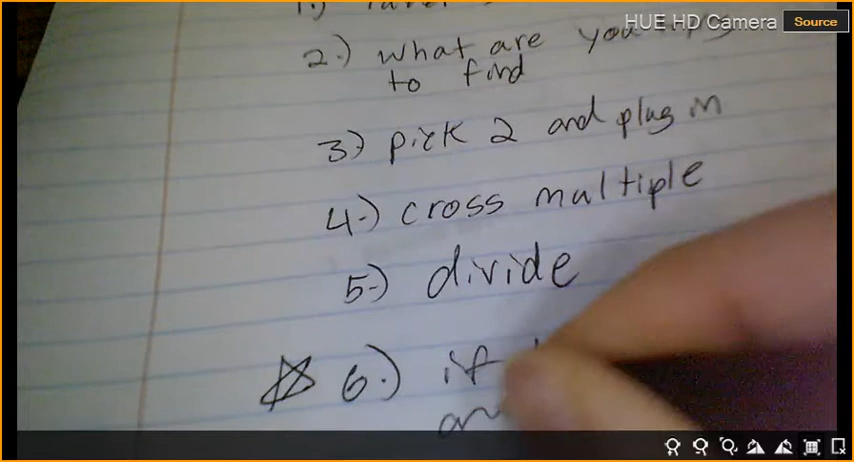 HUE HD Camera
Source
1.)
2.) what are you
to find
3) pick 2 and plug in
4.) cross multiple
5.) divide
6.) if